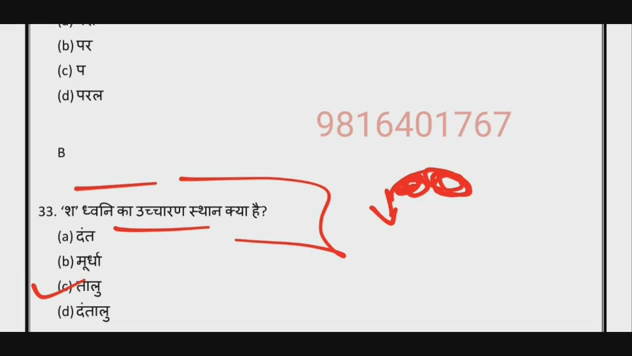 (b) पर
(c) प
(d) परल
9816401767
B
33. ‘श’ ध्वनि का उच्चारण स्थान क्या है?
(a) दंत
(b) मूर्धा
(c) तालु
(d) दंतालु